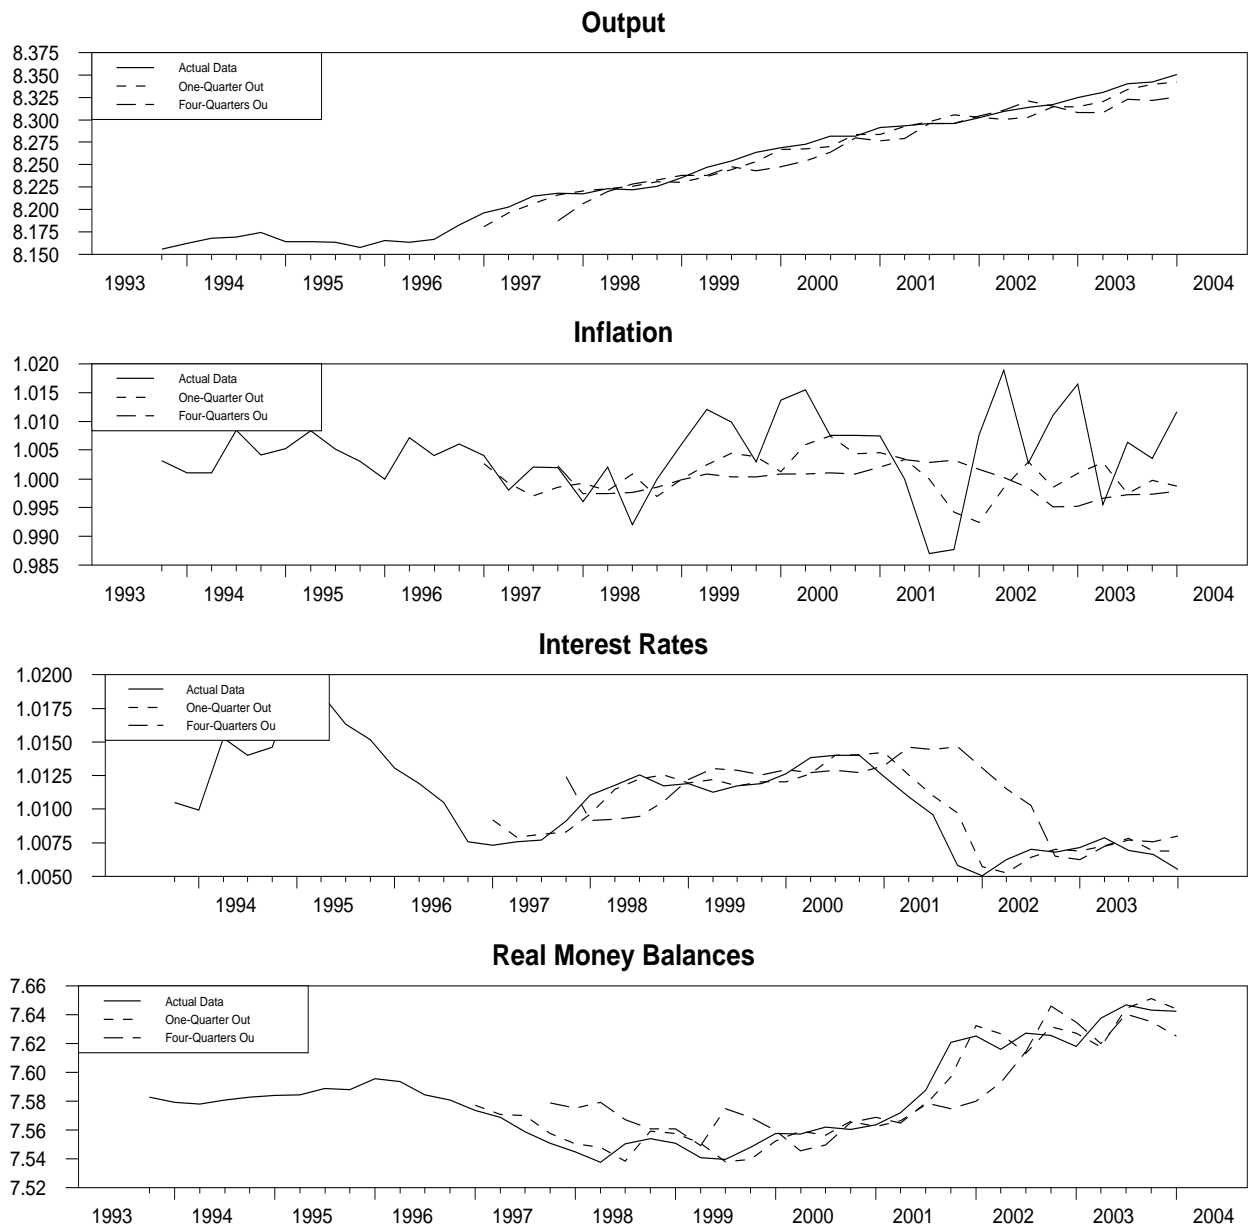 Output
8.375
8.350
8.325
8.300
8.275
8.250
8.225
8.200
8.175
8.150
Actual Data
One-Quarter Out
Four-Quarters Ou
1993 1994 1995 1996 1997 1998 1999 2000 2001 2002 2003 2004
Inflation
1.020
1.015
1.010
1.005
1.000
0.995
0.990
0.985
Actual Data
One-Quarter Out
Four-Quarters Ou
1993 1994 1995 1996 1997 1998 1999 2000 2001 2002 2003 2004
Interest Rates
1.0200
1.0175
1.0150
1.0125
1.0100
1.0075
1.0050
Actual Data
One-Quarter Out
Four-Quarters Ou
1994 1995 1996 1997 1998 1999 2000 2001 2002 2003
Real Money Balances
7.66
7.64
7.62
7.60
7.58
7.56
7.54
7.52
Actual Data
One-Quarter Out
Four-Quarters Ou
1993 1994 1995 1996 1997 1998 1999 2000 2001 2002 2003 2004